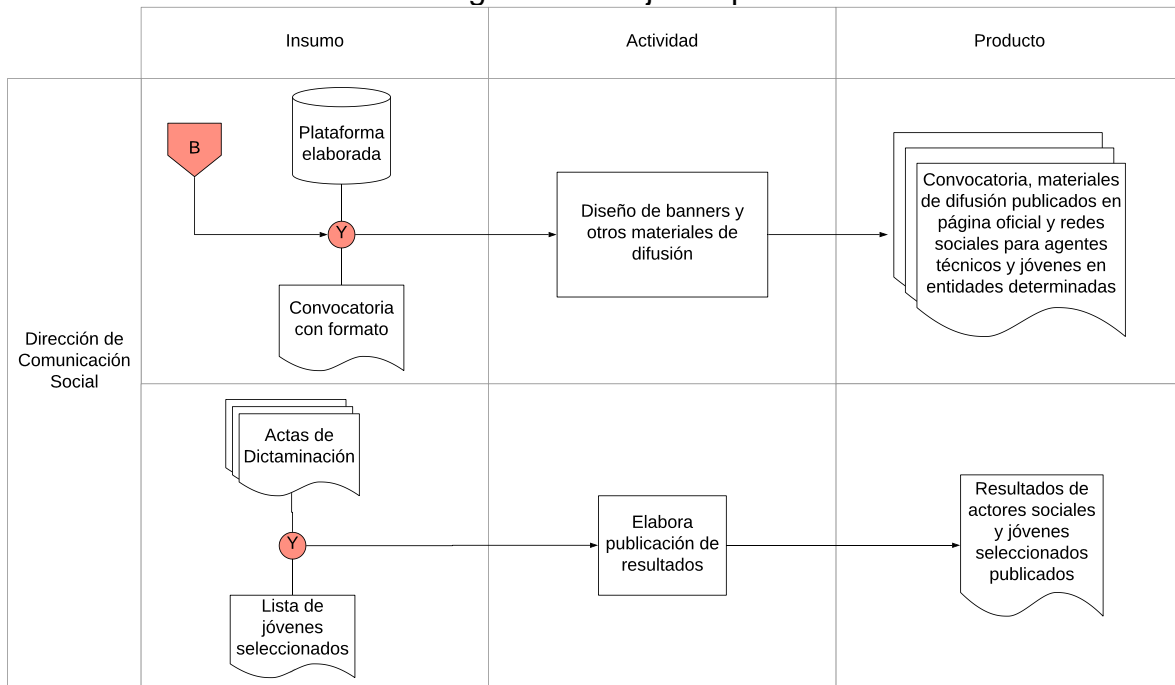 Insumo
Actividad
Producto
Dirección de
Comunicación
Social
B
Plataforma
elaborada
Y
Convocatoria
con formato
Diseño de banners y
otros materiales de
difusión
Convocatoria, materiales
de difusión publicados en
página oficial y redes
sociales para agentes
técnicos y jóvenes en
entidades determinadas
Actas de
Dictaminación
Y
Lista de
jóvenes
seleccionados
Elabora
publicación de
resultados
Resultados de
actores sociales
y jóvenes
seleccionados
publicados